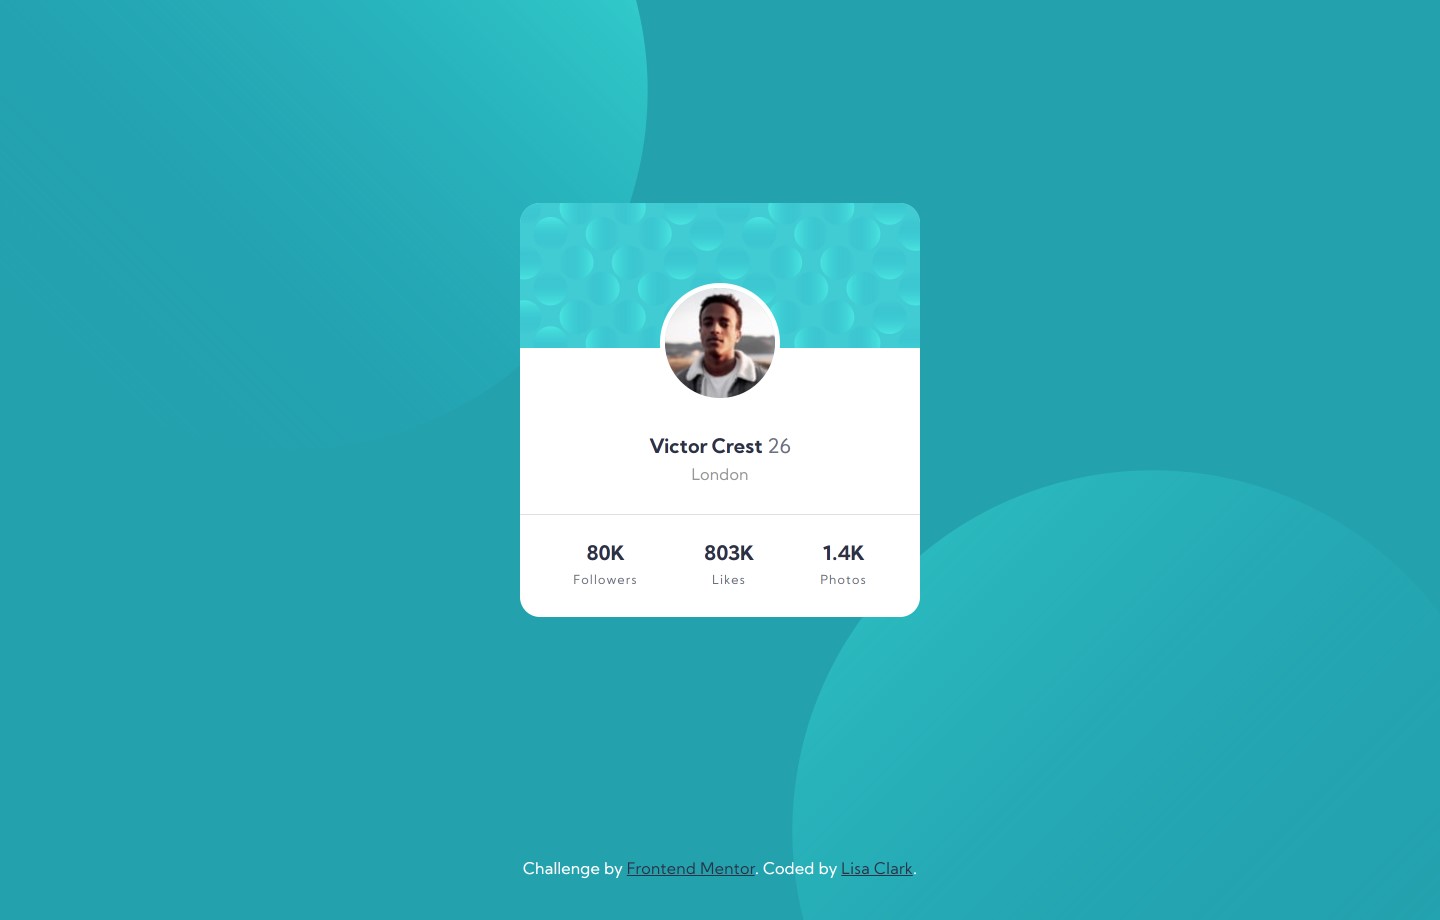 Victor Crest 26
London
80K 803K 1.4K
Followers Likes Photos
Challenge by Frontend Mentor. Coded by Lisa Clark.